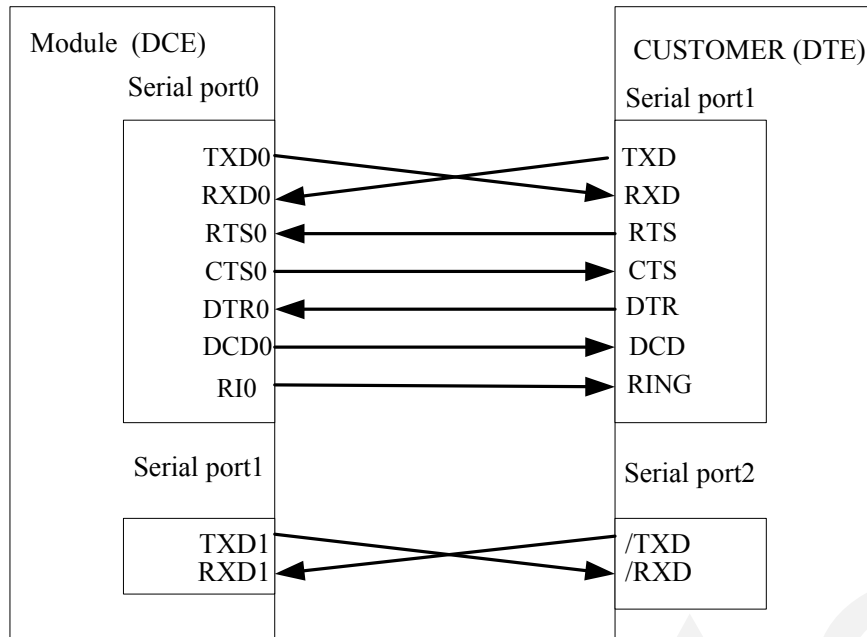 Module (DCE)
Serial port0
TXD0
RXD0
RTS0
CTS0
DTR0
DCD0
RI0
Serial port1
TXD1
RXD1
CUSTOMER (DTE)
Serial port1
TXD
RXD
RTS
CTS
DTR
DCD
RING
Serial port2
/TXD
/RXD